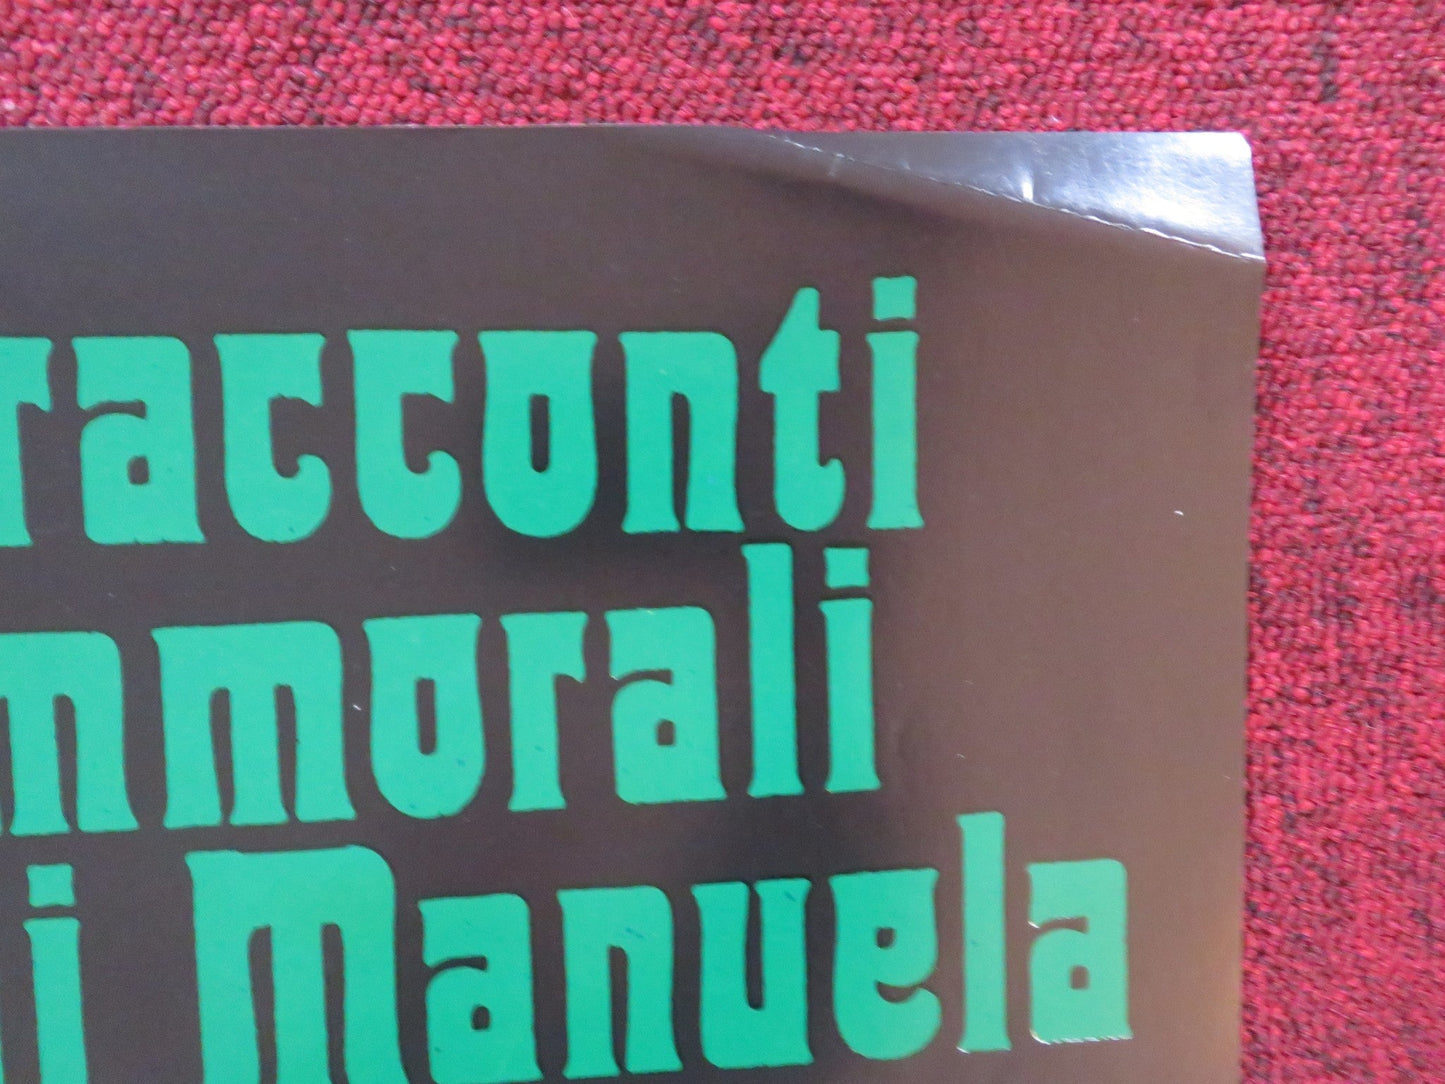 racconti
mmorali
i Manuela